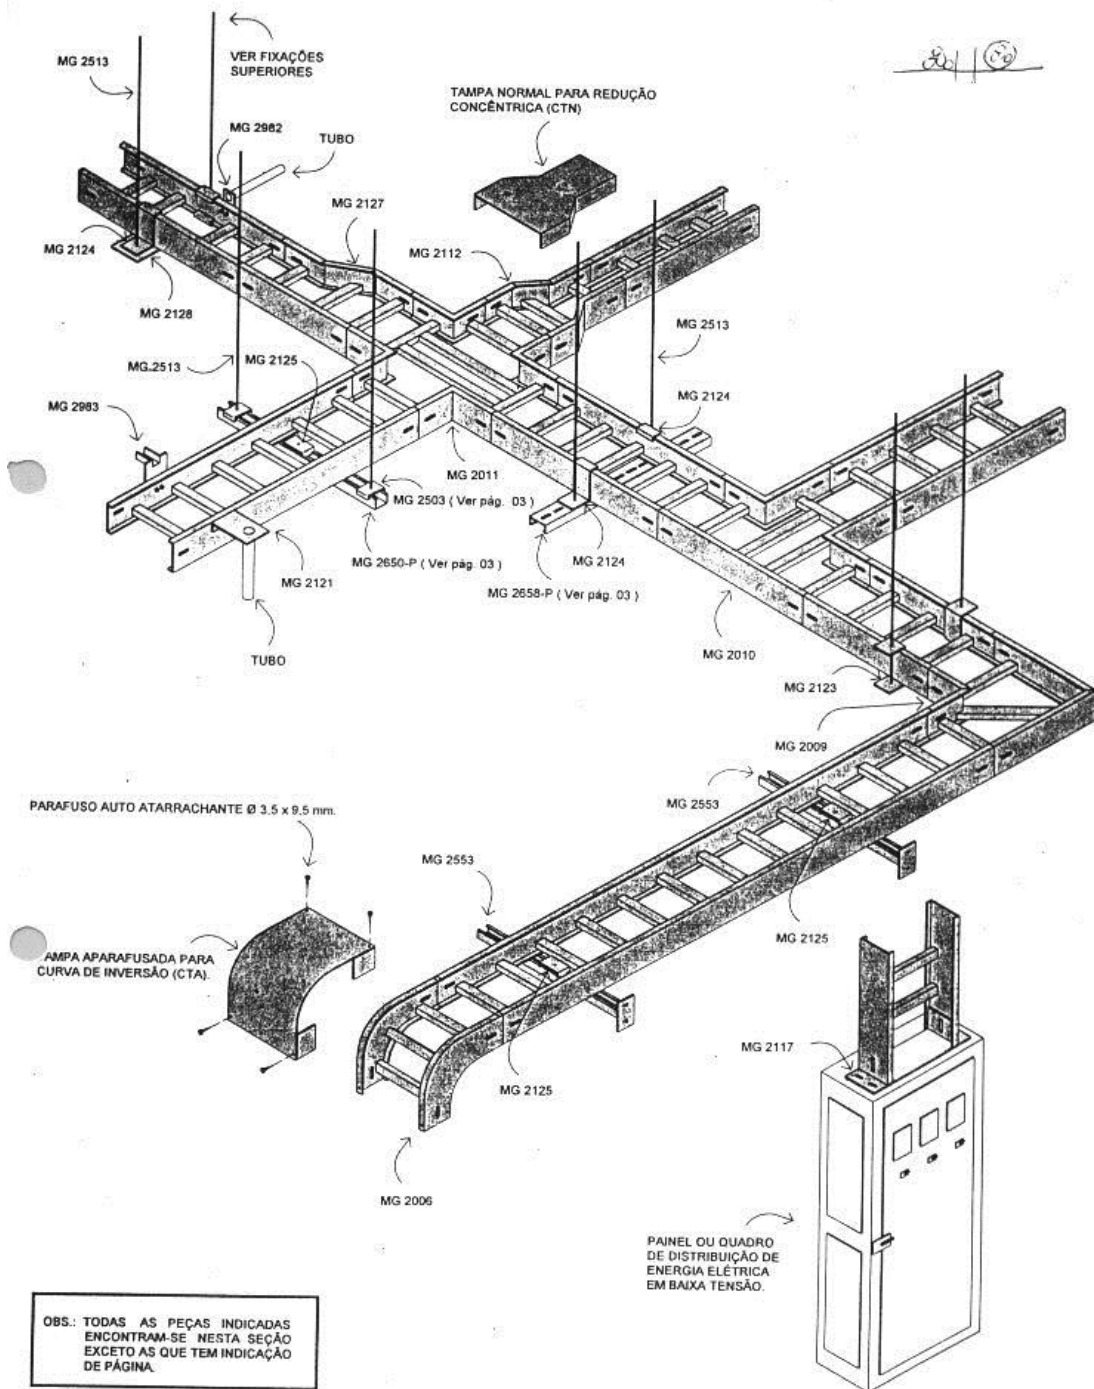 VER FIXAÇÕES
SUPERIORES
MG 2513
TAMPA NORMAL PARA REDUÇÃO
CONCÊNTRICA (CTN)
MG 2982
TUBO
MG 2127
MG 2124
MG 2112
MG 2128
MG 2513
MG 2513
MG 2125
MG 2983
MG 2124
MG 2011
MG 2503 ( Ver pág. 03 )
MG 2650-P ( Ver pág. 03 )
MG 2124
MG 2121
MG 2658-P ( Ver pág. 03 )
TUBO
MG 2010
MG 2123
MG 2009
PARAFUSO AUTO ATARRACHANTE Ø 3,5 x 9,5 mm.
MG 2553
MG 2553
MG 2125
AMPA APARAFUSADA PARA
CURVA DE INVERSÃO (CTA).
MG 2117
MG 2125
MG 2006
PAINEL OU QUADRO
DE DISTRIBUIÇÃO DE
ENERGIA ELÉTRICA
EM BAIXA TENSÃO.
OBS.: TODAS AS PEÇAS INDICADAS
ENCONTRAM-SE NESTA SEÇÃO
EXCETO AS QUE TEM INDICAÇÃO
DE PÁGINA.